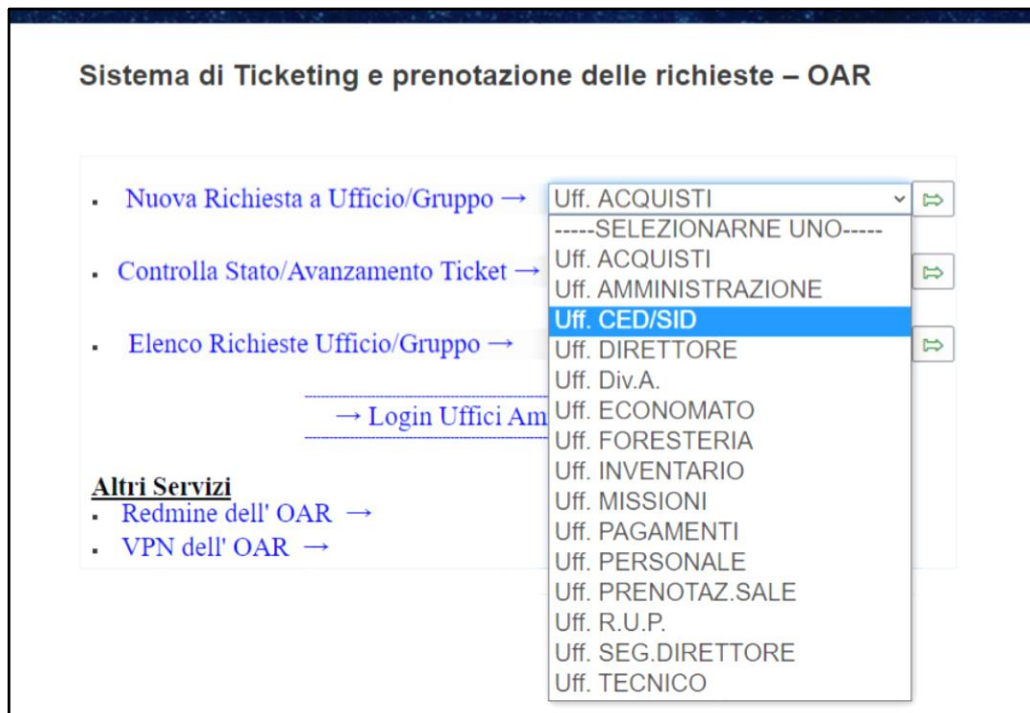 Sistema di Ticketing e prenotazione delle richieste – OAR
▪ Nuova Richiesta a Ufficio/Gruppo → Uff. ACQUISTI
-----SELEZIONARNE UNO-----
Uff. ACQUISTI
▪ Controlla Stato/Avanzamento Ticket →
Uff. AMMINISTRAZIONE
Uff. CED/SID
▪ Elenco Richieste Ufficio/Gruppo →
Uff. DIRETTORE
Uff. Div.A.
→ Login Uffici Am
Uff. ECONOMATO
Uff. FORESTERIA
Uff. INVENTARIO
Altri Servizi
Uff. MISSIONI
▪ Redmine dell' OAR →
Uff. PAGAMENTI
▪ VPN dell' OAR →
Uff. PERSONALE
Uff. PRENOTAZ.SALE
Uff. R.U.P.
Uff. SEG.DIRETTORE
Uff. TECNICO